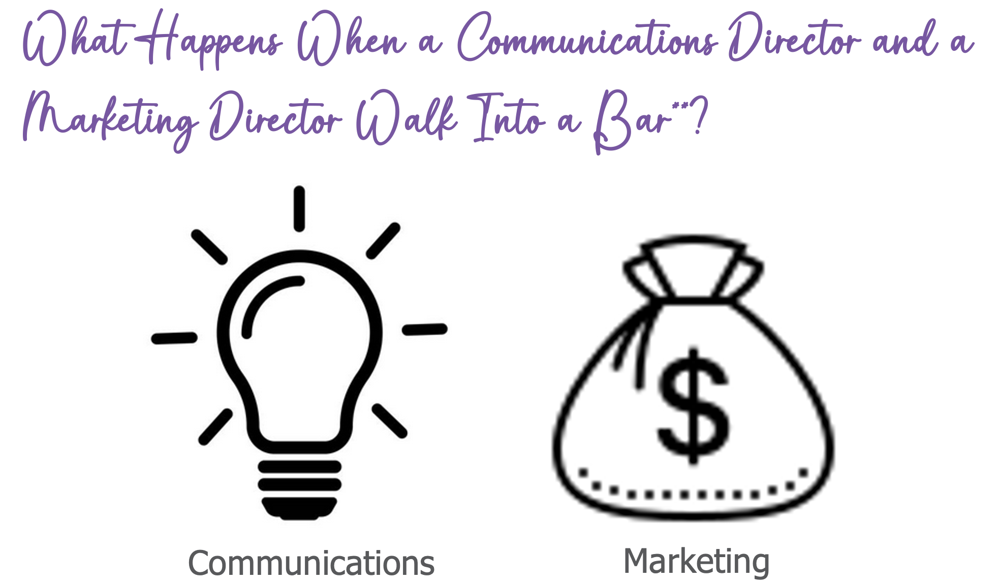 What Happens When a Communications Director and a
Marketing Director Walk Into a Bar**?
$
Communications
Marketing